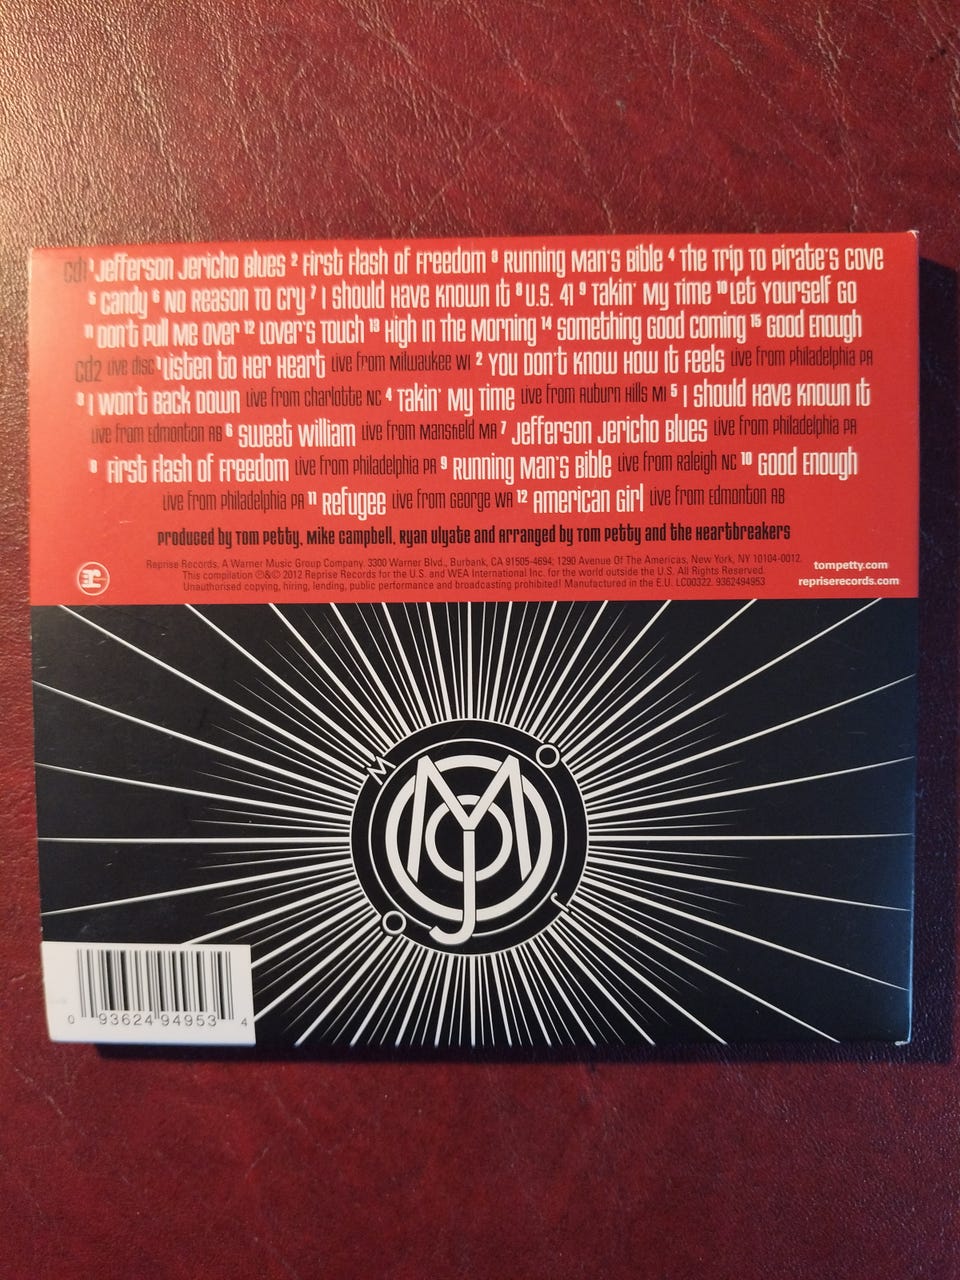 cd1 1 Jefferson Jericho Blues 2 First Flash of Freedom 3 Running Man's Bible 4 The Trip to Pirate's Cove
5 Candy 6 No Reason to Cry 7 I Should Have Known It 8 U.S. 41 9 Takin' My Time 10 Let Yourself Go
11 Don't Pull Me Over 12 Lover's Touch 13 High in the Morning 14 Something Good Coming 15 Good Enough
cd2 live disc 1 Listen to Her Heart live from Milwaukee WI 2 You Don't Know How It Feels live from Philadelphia PA
3 I Won't Back Down live from Charlotte NC 4 Takin' My Time live from Auburn Hills MI 5 I Should Have Known It
live from Edmonton AB 6 Sweet William live from Mansfield MA 7 Jefferson Jericho Blues live from Philadelphia PA
8 First Flash of Freedom live from Philadelphia PA 9 Running Man's Bible live from Raleigh NC 10 Good Enough
live from Philadelphia PA 11 Refugee live from George WA 12 American Girl live from Edmonton AB
produced by Tom Petty, Mike Campbell, Ryan Ulyate and arranged by Tom Petty and the Heartbreakers
Reprise Records, A Warner Music Group Company. 3300 Warner Blvd., Burbank, CA 91505-4694; 1290 Avenue Of The Americas, New York, NY 10104-0012.
This compilation ℗&© 2012 Reprise Records for the U.S. and WEA International Inc. for the world outside the U.S. All Rights Reserved.
Unauthorised copying, hiring, lending, public performance and broadcasting prohibited! Manufactured in the E.U. LC00322. 9362494953
tompetty.com
repriserecords.com
MOJO
M O J O
0 93624 94953 4